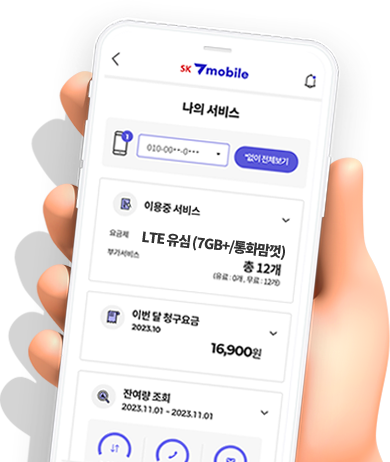 SK 7mobile
나의 서비스
1
010-00**-0***
*없이 전체보기
이용중 서비스
요금제
LTE 유심 (7GB+/통화맘껏)
부가서비스
총 12개
(유료 : 0개, 무료 : 12개)
이번 달 청구요금
2023.10
16,900원
잔여량 조회
2023.11.01 ~ 2023.11.01